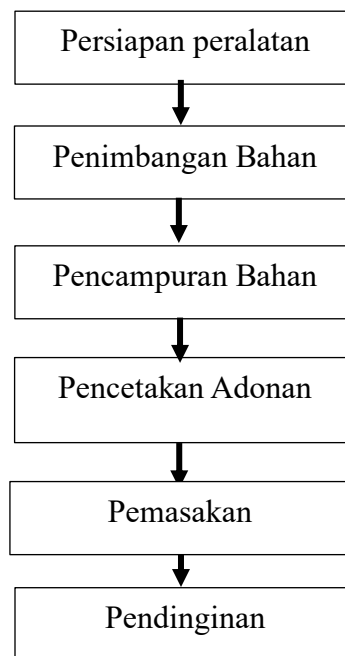 Persiapan peralatan
Penimbangan Bahan
Pencampuran Bahan
Pencetakan Adonan
Pemasakan
Pendinginan